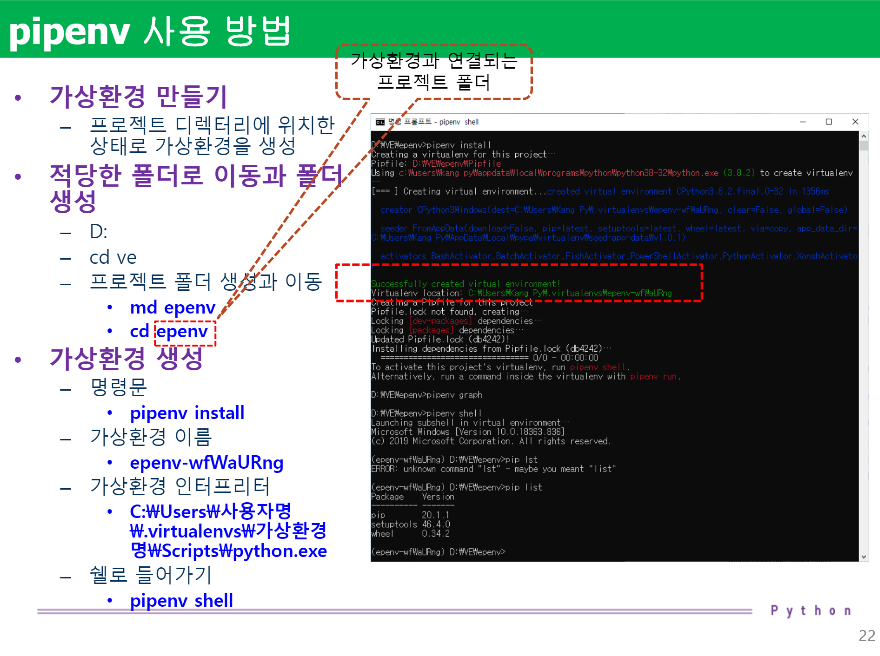 pipenv 사용 방법
가상환경과 연결되는
프로젝트 폴더
• 가상환경 만들기
– 프로젝트 디렉터리에 위치한
상태로 가상환경을 생성
• 적당한 폴더로 이동과 폴더
생성
– D:
– cd ve
– 프로젝트 폴더 생성과 이동
• md epenv
• cd epenv
• 가상환경 생성
– 명령문
• pipenv install
– 가상환경 이름
• epenv-wfWaURng
– 가상환경 인터프리터
• C:₩Users₩사용자명
₩.virtualenvs₩가상환경
명₩Scripts₩python.exe
– 쉘로 들어가기
• pipenv shell
명령 프롬프트 - pipenv shell
D:₩VE₩epenv>pipenv install
Creating a virtualenv for this project…
Pipfile: D:₩VE₩epenv₩Pipfile
Using c:₩users₩kang py₩appdata₩local₩programs₩python₩python38-32₩python.exe (3.8.2) to create virtualenv
[=== ] Creating virtual environment...created virtual environment CPython3.8.2.final.0-32 in 1356ms
creator CPython3Windows(dest=C:₩Users₩Kang Py₩.virtualenvs₩epenv-wfWaURng, clear=False, global=False)
seeder FromAppData(download=False, pip=latest, setuptools=latest, wheel=latest, via=copy, app_data_dir=
C:₩Users₩Kang Py₩AppData₩Local₩pypa₩virtualenv₩seed-app-data₩v1.0.1)
activators BashActivator,BatchActivator,FishActivator,PowerShellActivator,PythonActivator,XonshActivato
Successfully created virtual environment!
Virtualenv location: C:₩Users₩Kang Py₩.virtualenvs₩epenv-wfWaURng
Creating a Pipfile for this project…
Pipfile.lock not found, creating…
Locking [dev-packages] dependencies…
Locking [packages] dependencies…
Updated Pipfile.lock (db4242)!
Installing dependencies from Pipfile.lock (db4242)…
================================ 0/0 - 00:00:00
To activate this project's virtualenv, run pipenv shell.
Alternatively, run a command inside the virtualenv with pipenv run.
D:₩VE₩epenv>pipenv graph
D:₩VE₩epenv>pipenv shell
Launching subshell in virtual environment…
Microsoft Windows [Version 10.0.18363.836]
(c) 2019 Microsoft Corporation. All rights reserved.
(epenv-wfWaURng) D:₩VE₩epenv>pip lst
ERROR: unknown command "lst" - maybe you meant "list"
(epenv-wfWaURng) D:₩VE₩epenv>pip list
Package Version
---------- -------
pip 20.1.1
setuptools 46.4.0
wheel 0.34.2
(epenv-wfWaURng) D:₩VE₩epenv>
Python
22